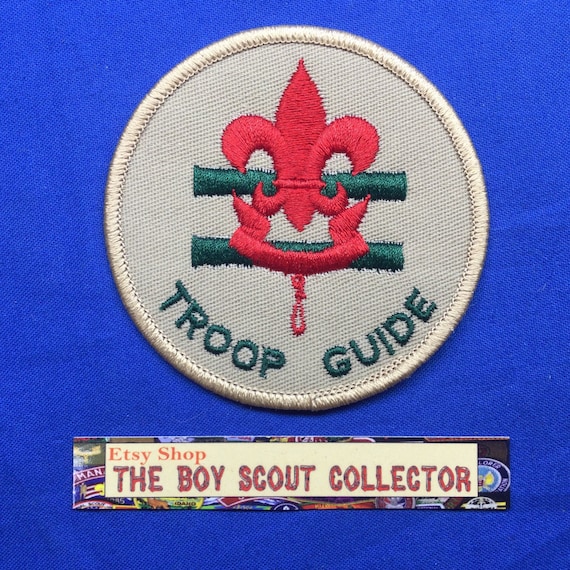 TROOP GUIDE
Etsy Shop
THE BOY SCOUT COLLECTOR